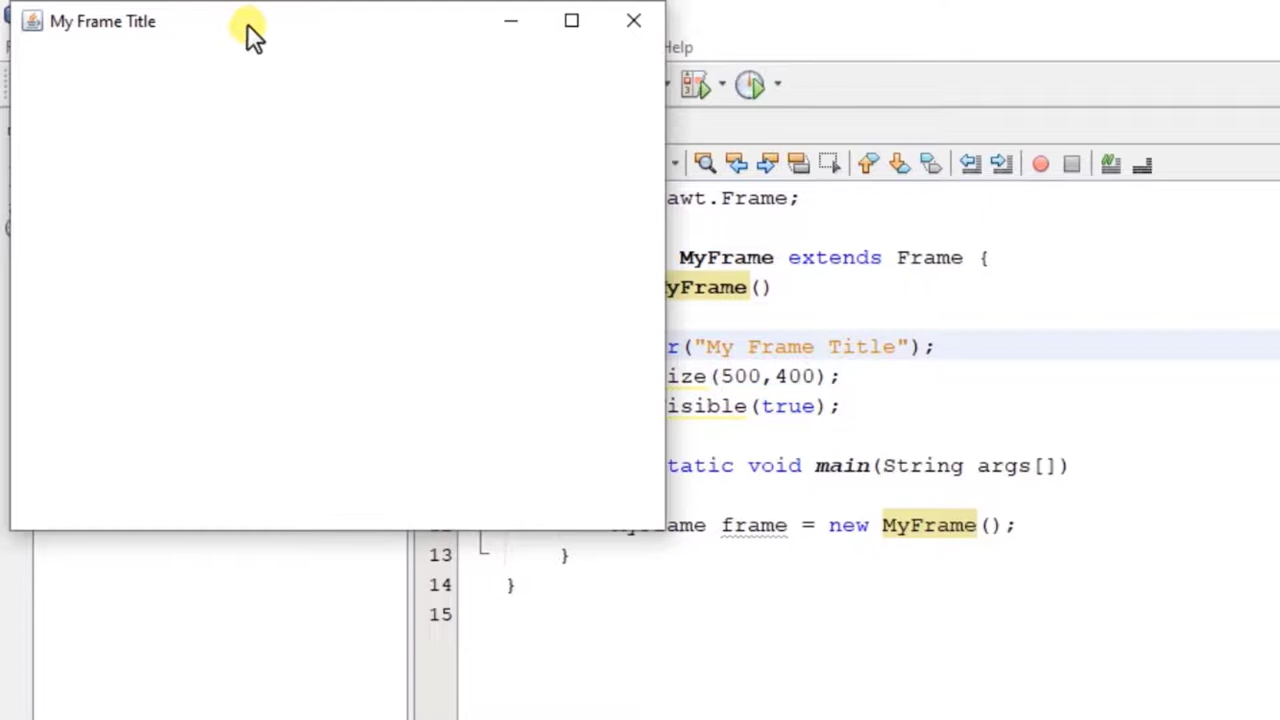 My Frame Title
Help
awt.Frame;
MyFrame extends Frame {
yFrame()
r("My Frame Title");
ize(500,400);
isible(true);
tatic void main(String args[])
frame = new MyFrame();
13 }
14 }
15